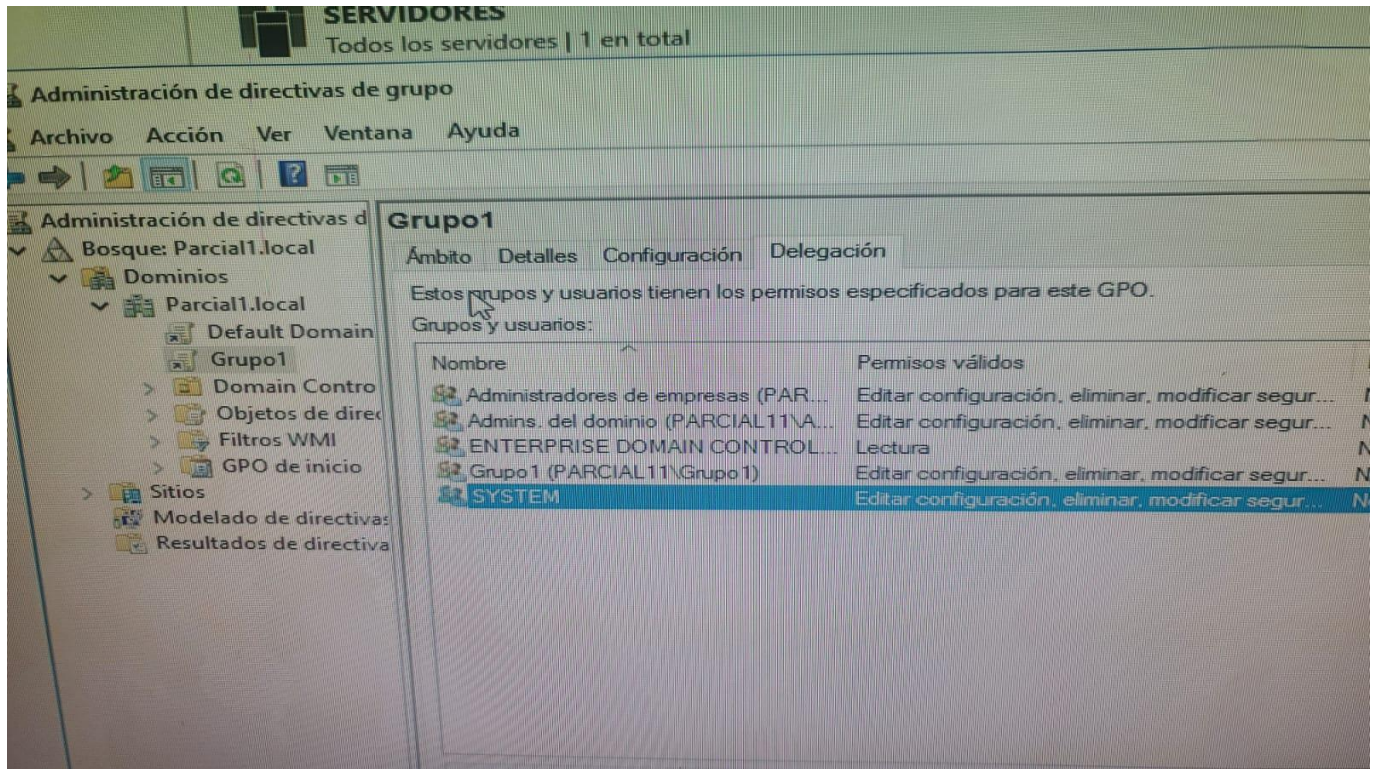 SERVIDORES
Todos los servidores | 1 en total
Administración de directivas de grupo
Archivo Acción Ver Ventana Ayuda
Administración de directivas d
Bosque: Parcial1.local
Dominios
Parcial1.local
Default Domain
Grupo1
Domain Contro
Objetos de direc
Filtros WMI
GPO de inicio
Sitios
Modelado de directivas
Resultados de directiva
Grupo1
Ámbito Detalles Configuración Delegación
Estos grupos y usuarios tienen los permisos especificados para este GPO.
Grupos y usuarios:
Nombre Permisos válidos
Administradores de empresas (PAR... Editar configuración, eliminar, modificar segur...
Admins. del dominio (PARCIAL11\A... Editar configuración, eliminar, modificar segur... N
ENTERPRISE DOMAIN CONTROL... Lectura N
Grupo1 (PARCIAL11\Grupo1) Editar configuración, eliminar, modificar segur... N
SYSTEM Editar configuración, eliminar, modificar segur... N